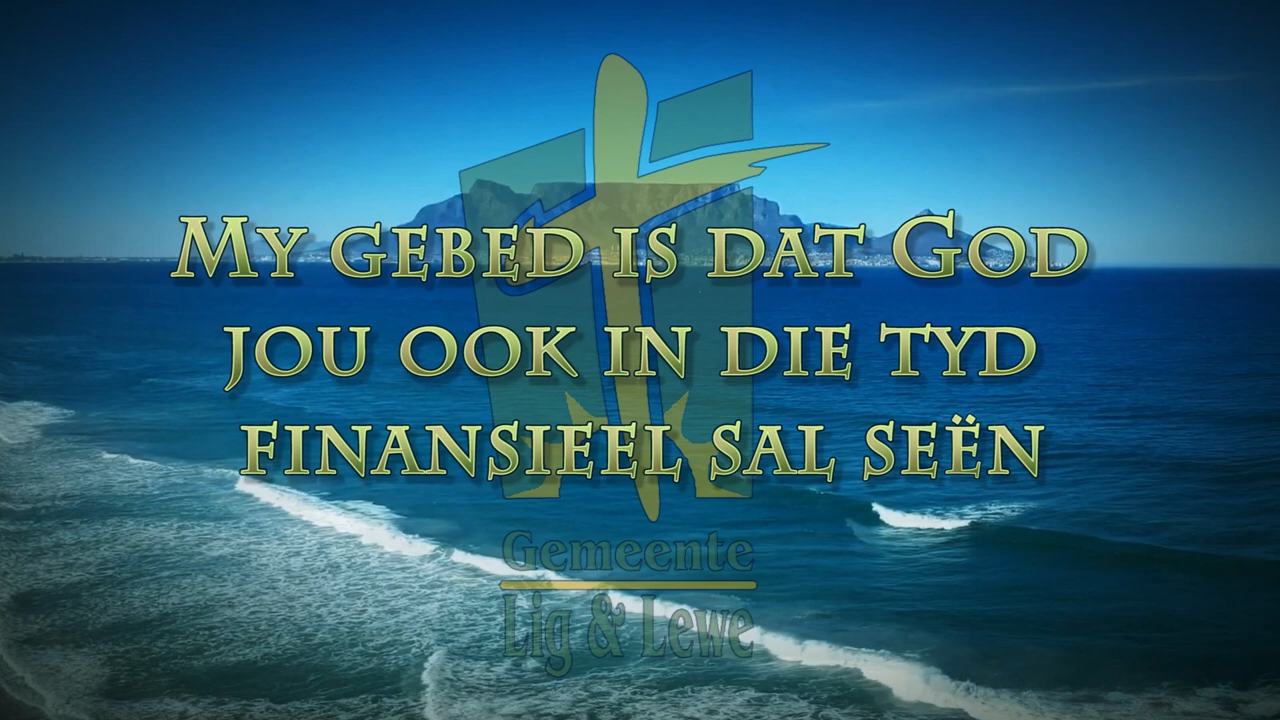 My gebed is dat God
jou ook in die tyd
finansieel sal seën
Gemeente
Lig & Lewe